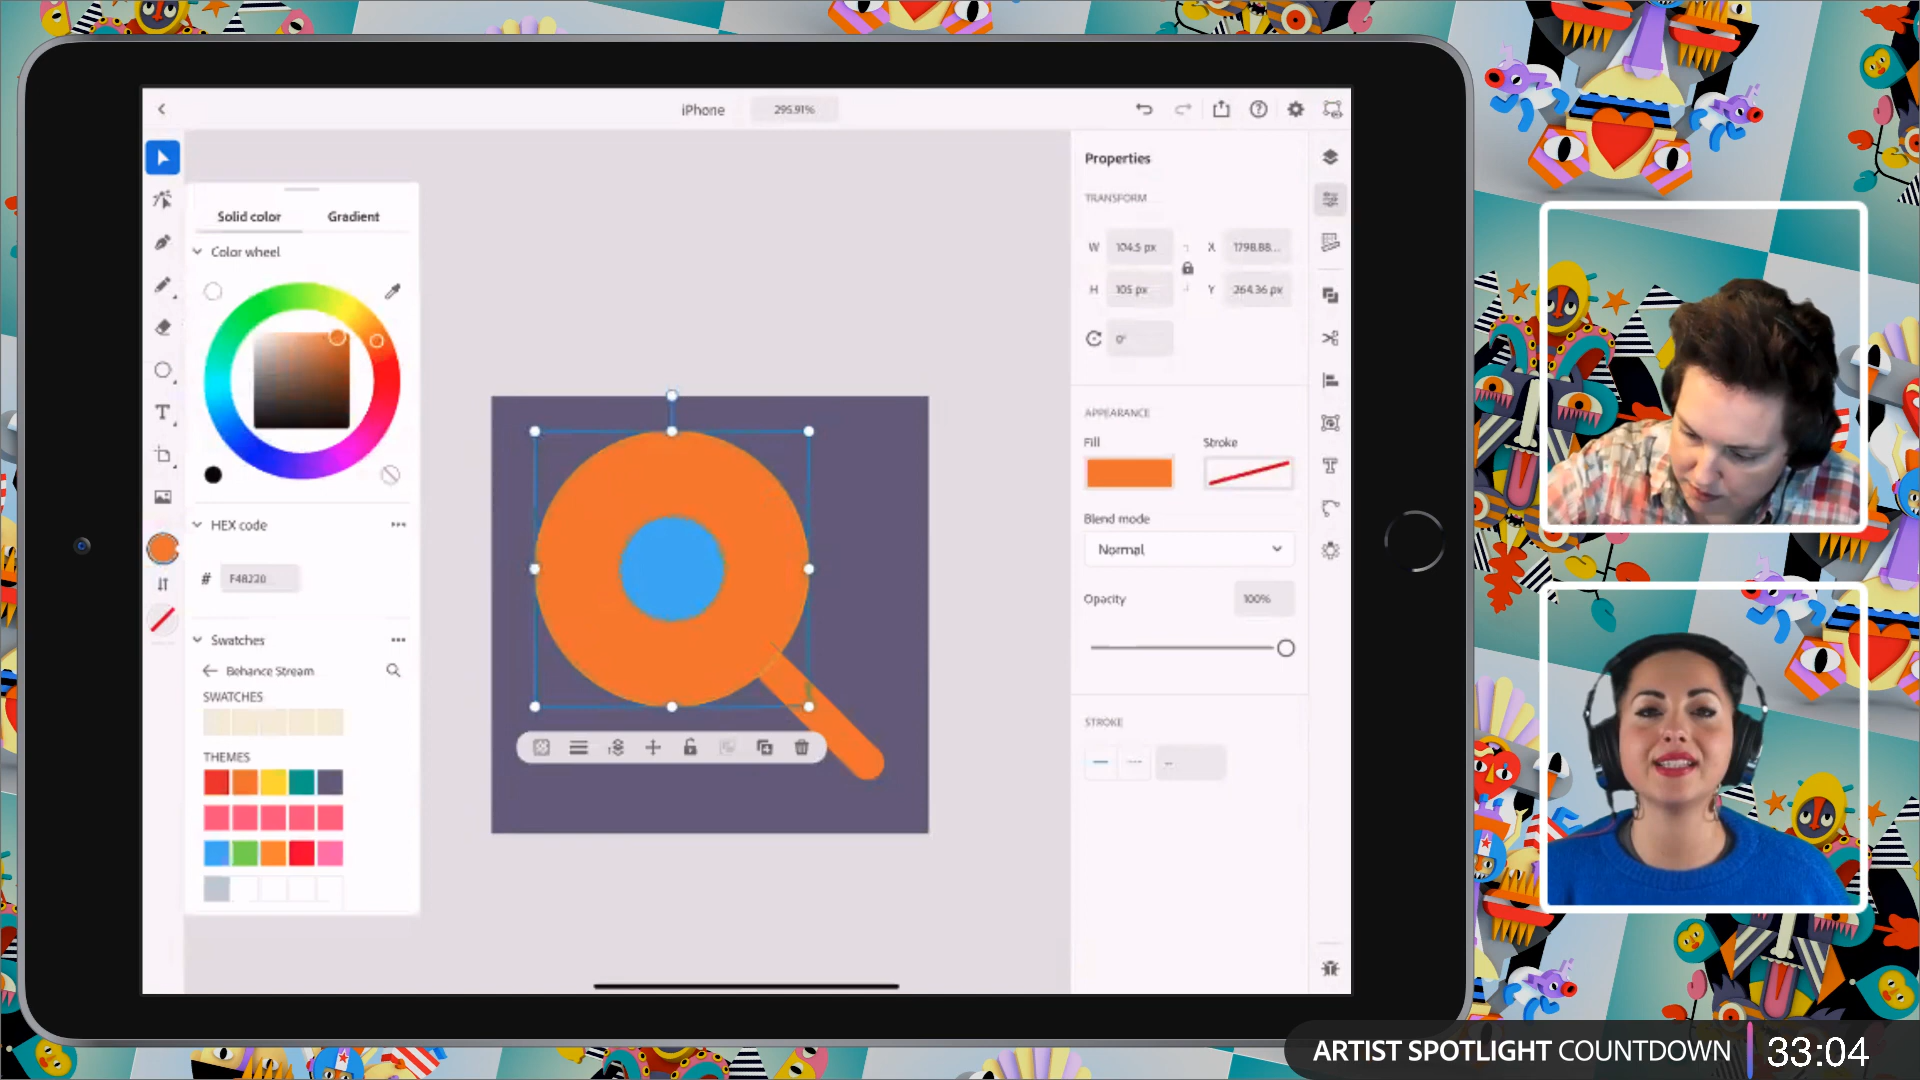 iPhone
295.91%
Solid color
Gradient
Color wheel
HEX code
# F48220
Swatches
Behance Stream
SWATCHES
THEMES
Properties
TRANSFORM
W 104.5 px
X 1798.88...
H 105 px
Y 264.36 px
0°
APPEARANCE
Fill
Stroke
Blend mode
Normal
Opacity
100%
STROKE
ARTIST SPOTLIGHT COUNTDOWN
33:04